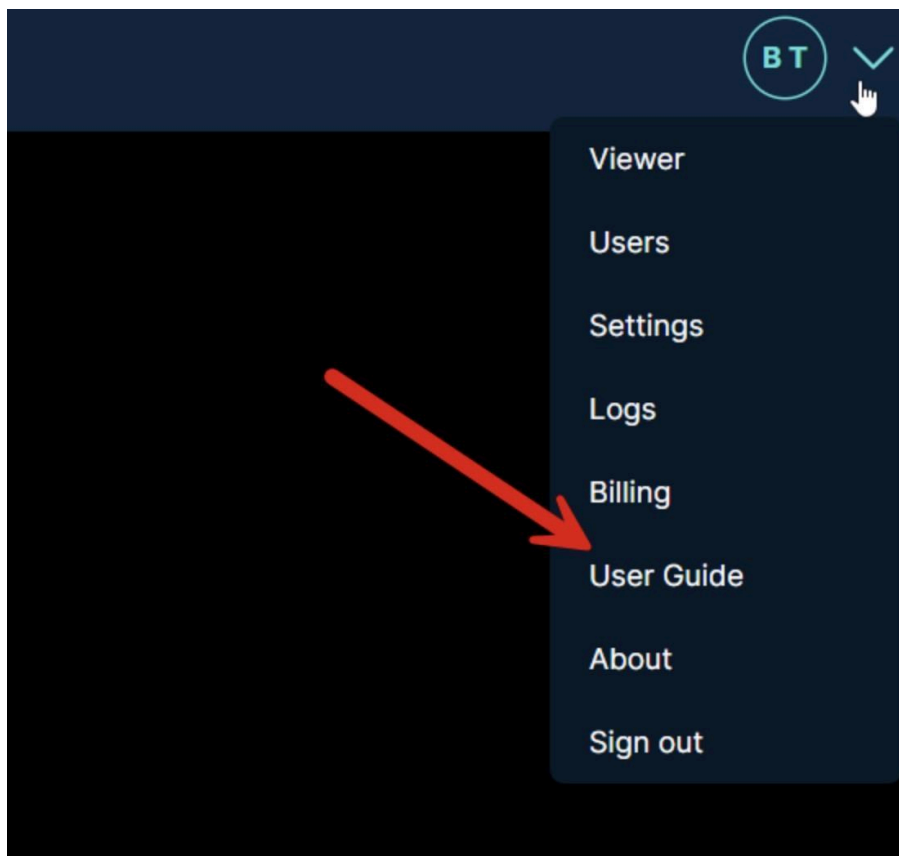 BT
Viewer
Users
Settings
Logs
Billing
User Guide
About
Sign out